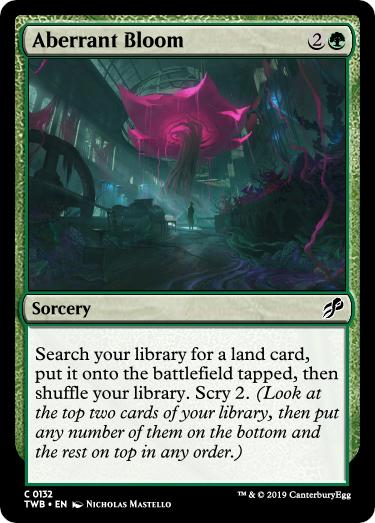 Aberrant Bloom 2
Sorcery
Search your library for a land card,
put it onto the battlefield tapped, then
shuffle your library. Scry 2. (Look at
the top two cards of your library, then put
any number of them on the bottom and
the rest on top in any order.)
C 0132
TWB • EN Nicholas Mastello
™ & © 2019 CanterburyEgg